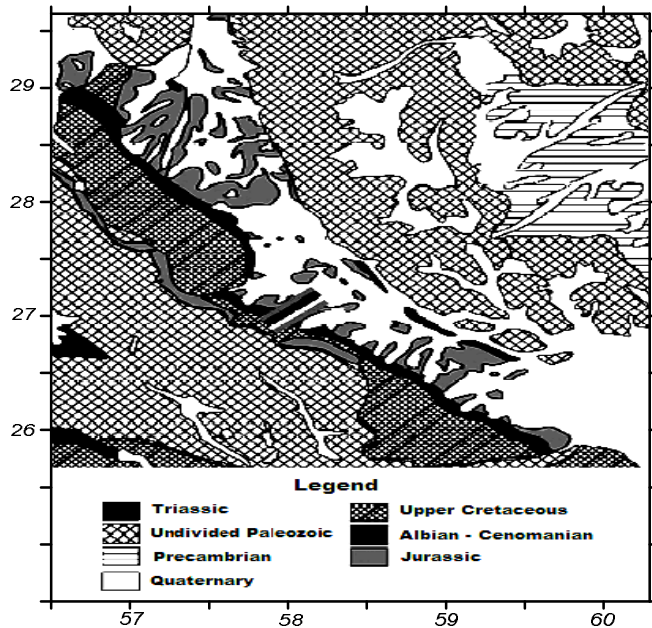 29
28
27
26
Legend
Triassic
Upper Cretaceous
Undivided Paleozoic
Albian - Cenomanian
Precambrian
Jurassic
Quaternary
57 58 59 60